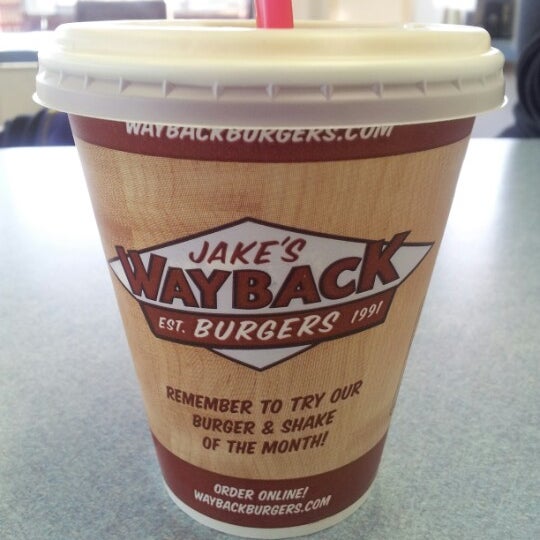 WAYBACKBURGERS.COM
JAKE'S
WAYBACK
EST. BURGERS 1991
REMEMBER TO TRY OUR
BURGER & SHAKE
OF THE MONTH!
ORDER ONLINE!
WAYBACKBURGERS.COM